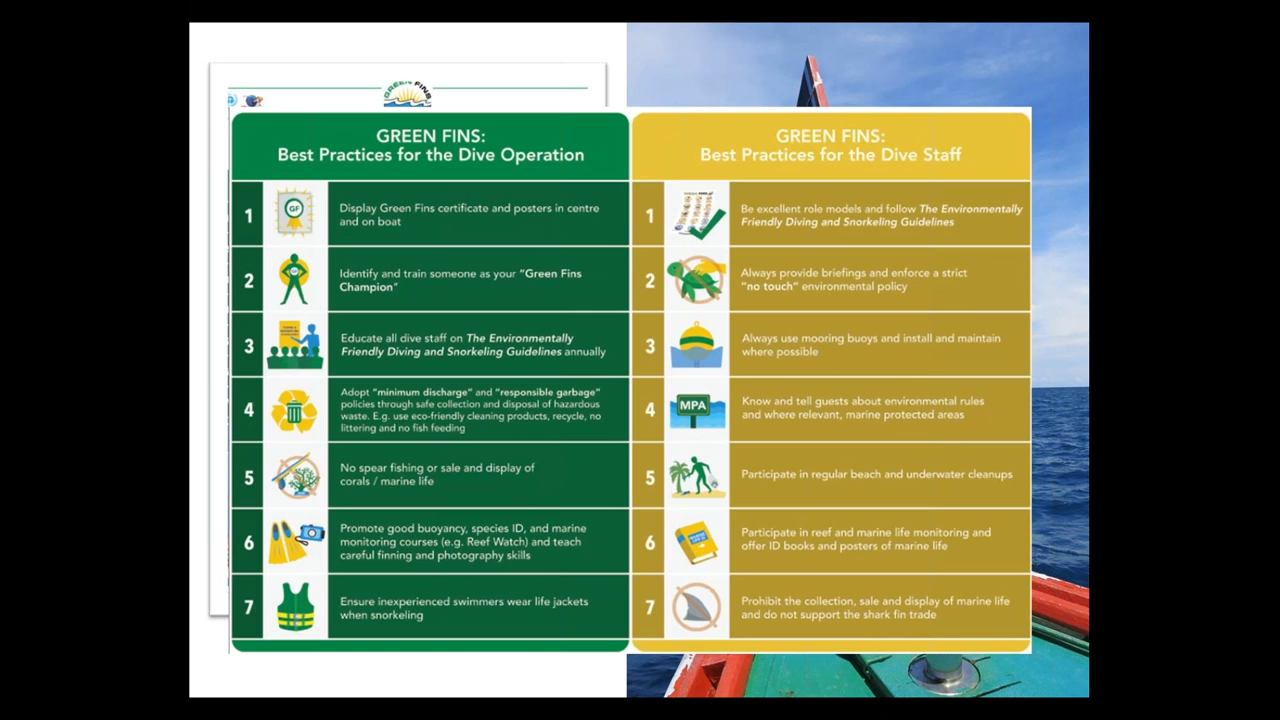 GREEN FINS
GREEN FINS:
Best Practices for the Dive Operation
1
GF
Display Green Fins certificate and posters in centre
and on boat
2
Identify and train someone as your "Green Fins
Champion"
3
Educate all dive staff on The Environmentally
Friendly Diving and Snorkeling Guidelines annually
4
Adopt "minimum discharge" and "responsible garbage"
policies through safe collection and disposal of hazardous
waste. E.g. use eco-friendly cleaning products, recycle, no
littering and no fish feeding
5
No spear fishing or sale and display of
corals / marine life
6
Promote good buoyancy, species ID, and marine
monitoring courses (e.g. Reef Watch) and teach
careful finning and photography skills
7
Ensure inexperienced swimmers wear life jackets
when snorkeling
GREEN FINS:
Best Practices for the Dive Staff
1
Be excellent role models and follow The Environmentally
Friendly Diving and Snorkeling Guidelines
2
Always provide briefings and enforce a strict
"no touch" environmental policy
3
Always use mooring buoys and install and maintain
where possible
4
MPA
Know and tell guests about environmental rules
and where relevant, marine protected areas
5
Participate in regular beach and underwater cleanups
6
Participate in reef and marine life monitoring and
offer ID books and posters of marine life
7
Prohibit the collection, sale and display of marine life
and do not support the shark fin trade